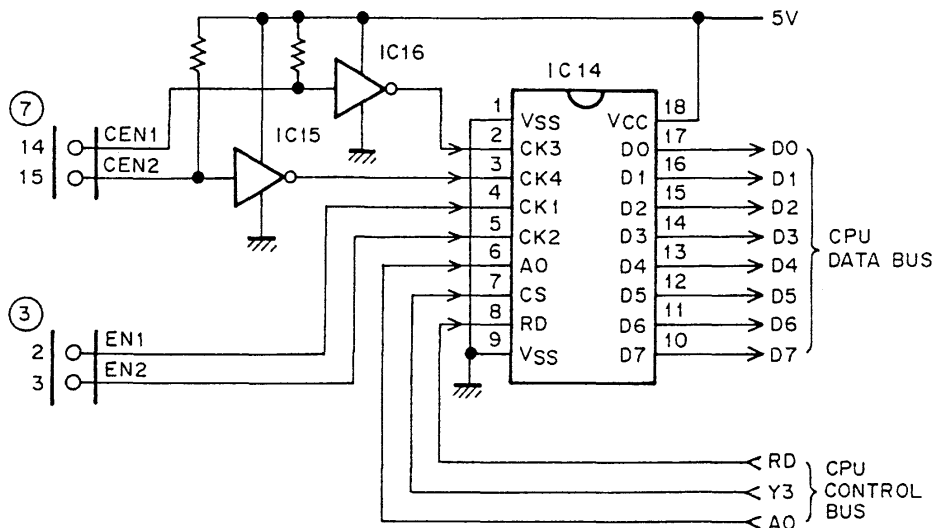 5V
IC16
IC14
7
14 CEN1
IC15
15 CEN2
1 VSS VCC 18
2 CK3 D0 17 D0
3 CK4 D1 16 D1
4 CK1 D2 15 D2
5 CK2 D3 14 D3
6 A0 D4 13 D4
7 CS D5 12 D5
8 RD D6 11 D6
9 VSS D7 10 D7
CPU
DATA BUS
3
2 EN1
3 EN2
RD
Y3
A0
CPU
CONTROL
BUS